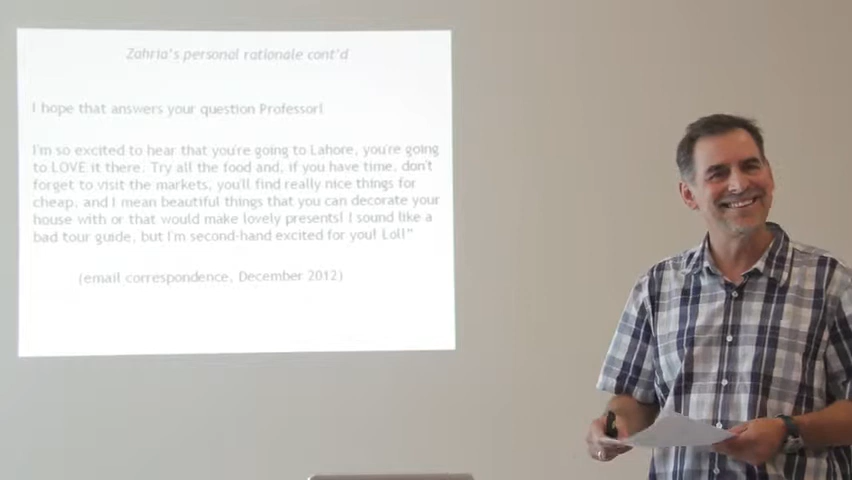 Zahria's personal rationale cont'd
I hope that answers your question Professor!
I'm so excited to hear that you're going to Lahore, you're going
to LOVE it there. Try all the food and, if you have time, don't
forget to visit the markets, you'll find really nice things for
cheap, and I mean beautiful things that you can decorate your
house with or that would make lovely presents! I sound like a
bad tour guide, but I'm second-hand excited for you! Lol!"
(email correspondence, December 2012)